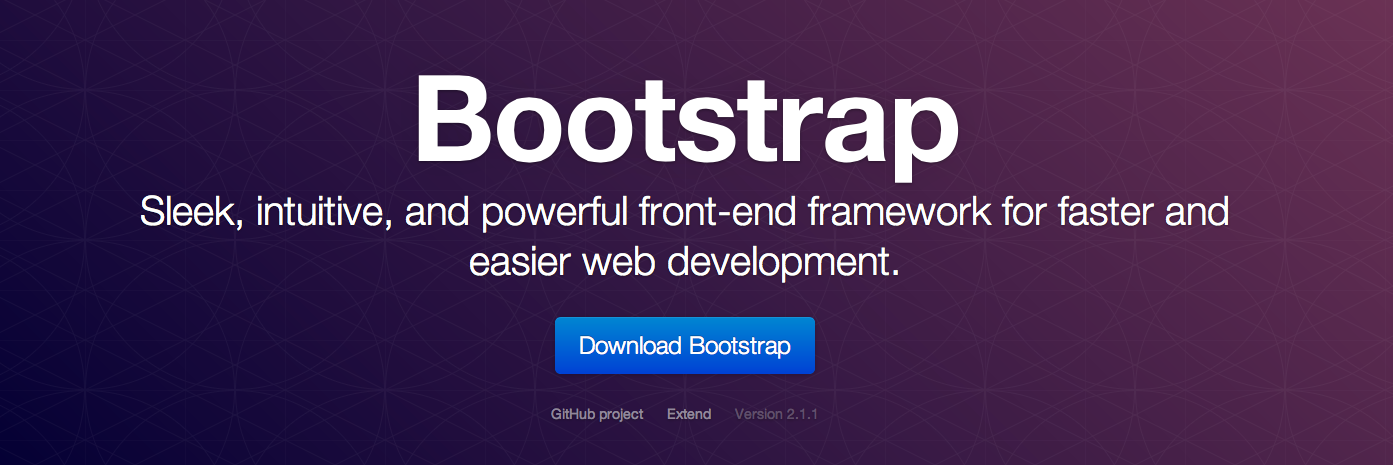 Bootstrap
Sleek, intuitive, and powerful front-end framework for faster and
easier web development.
Download Bootstrap
GitHub project Extend Version 2.1.1